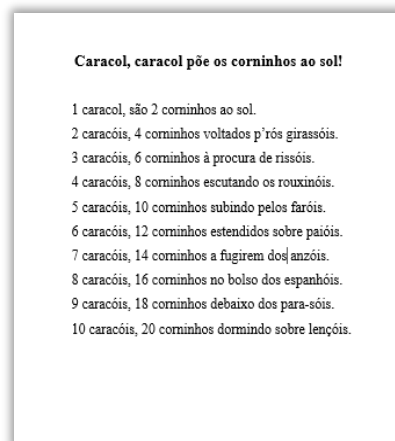 Caracol, caracol põe os corninhos ao sol!
1 caracol, são 2 corninhos ao sol.
2 caracóis, 4 corninhos voltados p’rós girassóis.
3 caracóis, 6 corninhos à procura de rissóis.
4 caracóis, 8 corninhos escutando os rouxinóis.
5 caracóis, 10 corninhos subindo pelos faróis.
6 caracóis, 12 corninhos estendidos sobre paióis.
7 caracóis, 14 corninhos a fugirem dos anzóis.
8 caracóis, 16 corninhos no bolso dos espanhóis.
9 caracóis, 18 corninhos debaixo dos para-sóis.
10 caracóis, 20 corninhos dormindo sobre lençóis.